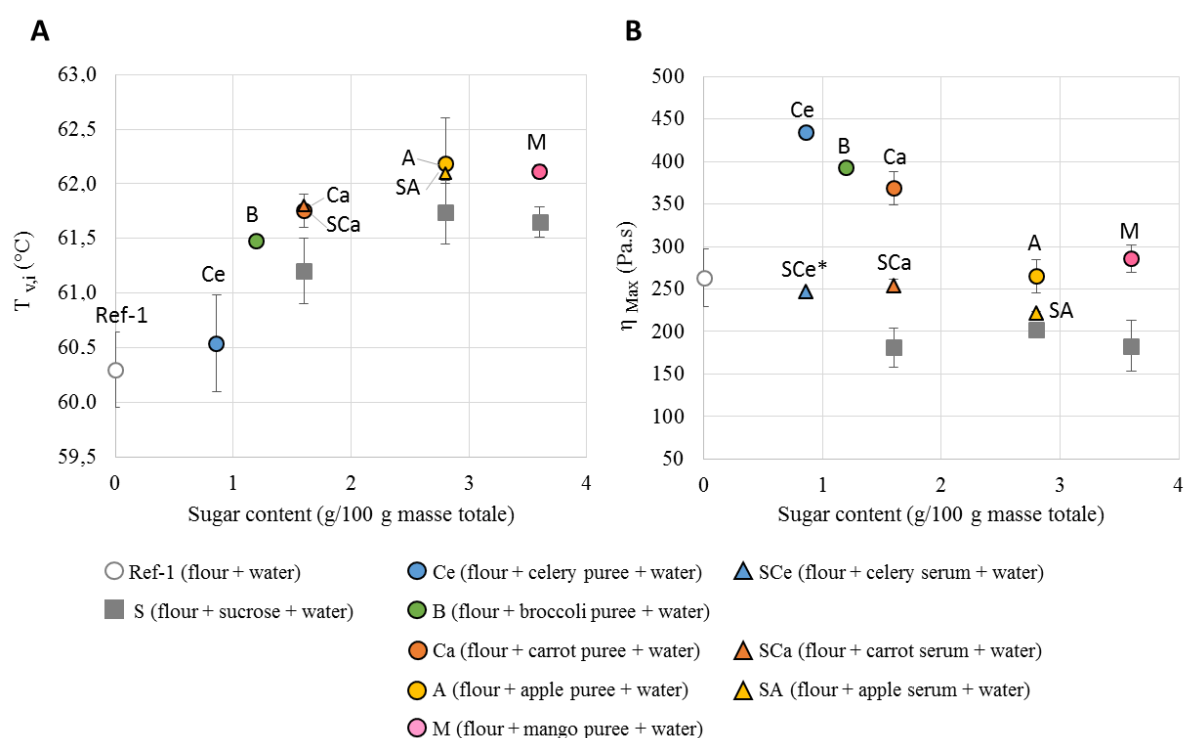 A
63,0
62.5
62.0
61.5
61.0
60.5
60.0
59,5
T v,i (°C)
Ref-1
Ce
B
Ca
SCa
A
SA
M
0 1 2 3 4
Sugar content (g/100 g masse totale)
B
500
450
400
350
300
250
200
150
100
50
η Max (Pa.s)
Ce
B
Ca
SCe*
SCa
A
SA
M
0 1 2 3 4
Sugar content (g/100 g masse totale)
Ref-1 (flour + water)
Ce (flour + celery puree + water)
SCe (flour + celery serum + water)
S (flour + sucrose + water)
B (flour + broccoli puree + water)
Ca (flour + carrot puree + water)
SCa (flour + carrot serum + water)
A (flour + apple puree + water)
SA (flour + apple serum + water)
M (flour + mango puree + water)